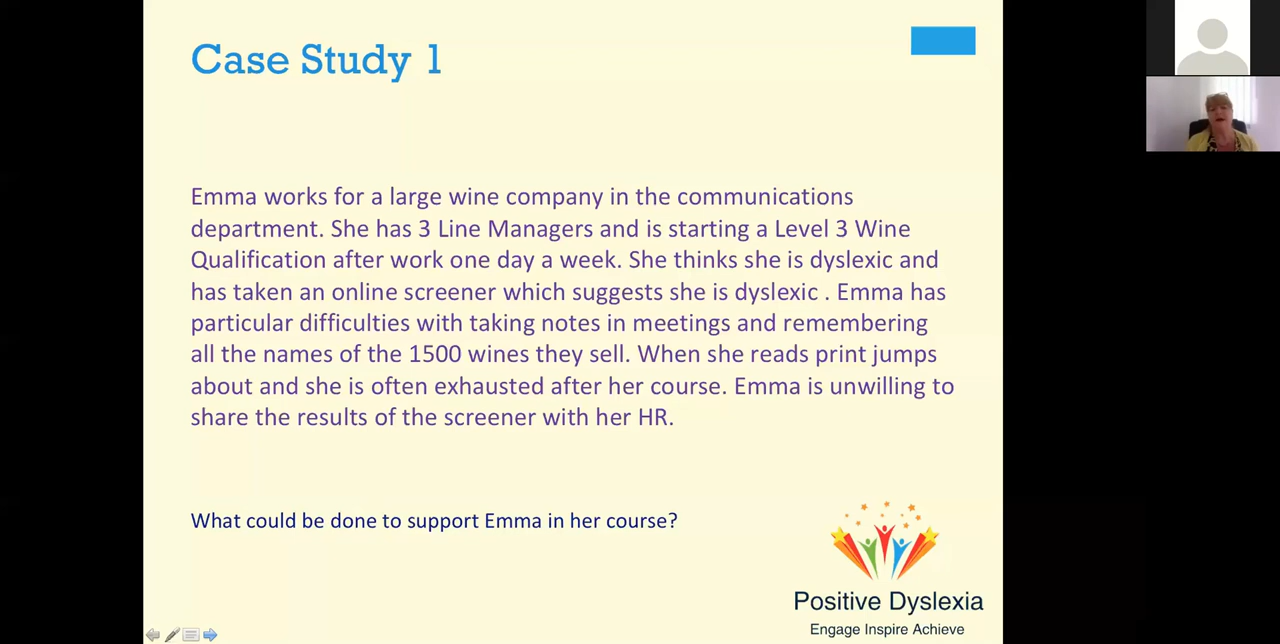 Case Study 1
Emma works for a large wine company in the communications
department. She has 3 Line Managers and is starting a Level 3 Wine
Qualification after work one day a week. She thinks she is dyslexic and
has taken an online screener which suggests she is dyslexic . Emma has
particular difficulties with taking notes in meetings and remembering
all the names of the 1500 wines they sell. When she reads print jumps
about and she is often exhausted after her course. Emma is unwilling to
share the results of the screener with her HR.
What could be done to support Emma in her course?
Positive Dyslexia
Engage Inspire Achieve